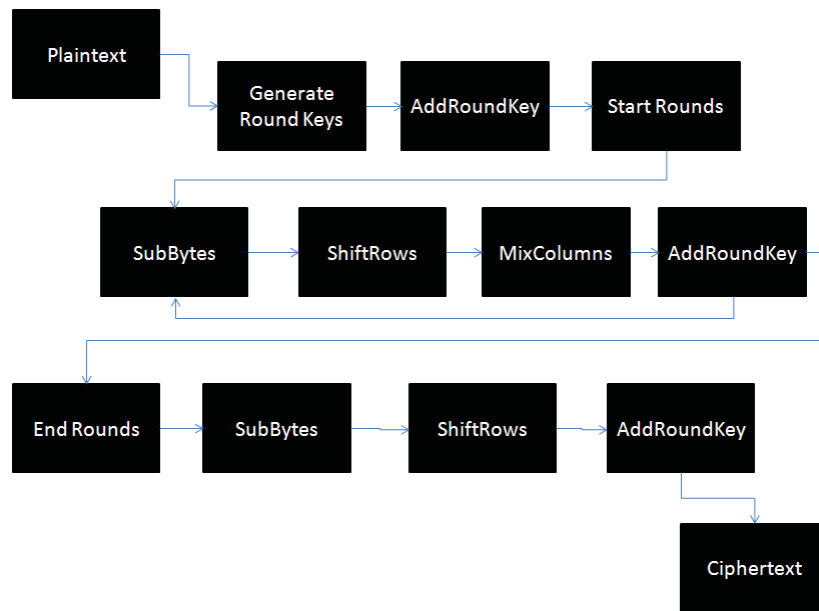 Plaintext
Generate
Round Keys
AddRoundKey
Start Rounds
SubBytes
ShiftRows
MixColumns
AddRoundKey
End Rounds
SubBytes
ShiftRows
AddRoundKey
Ciphertext